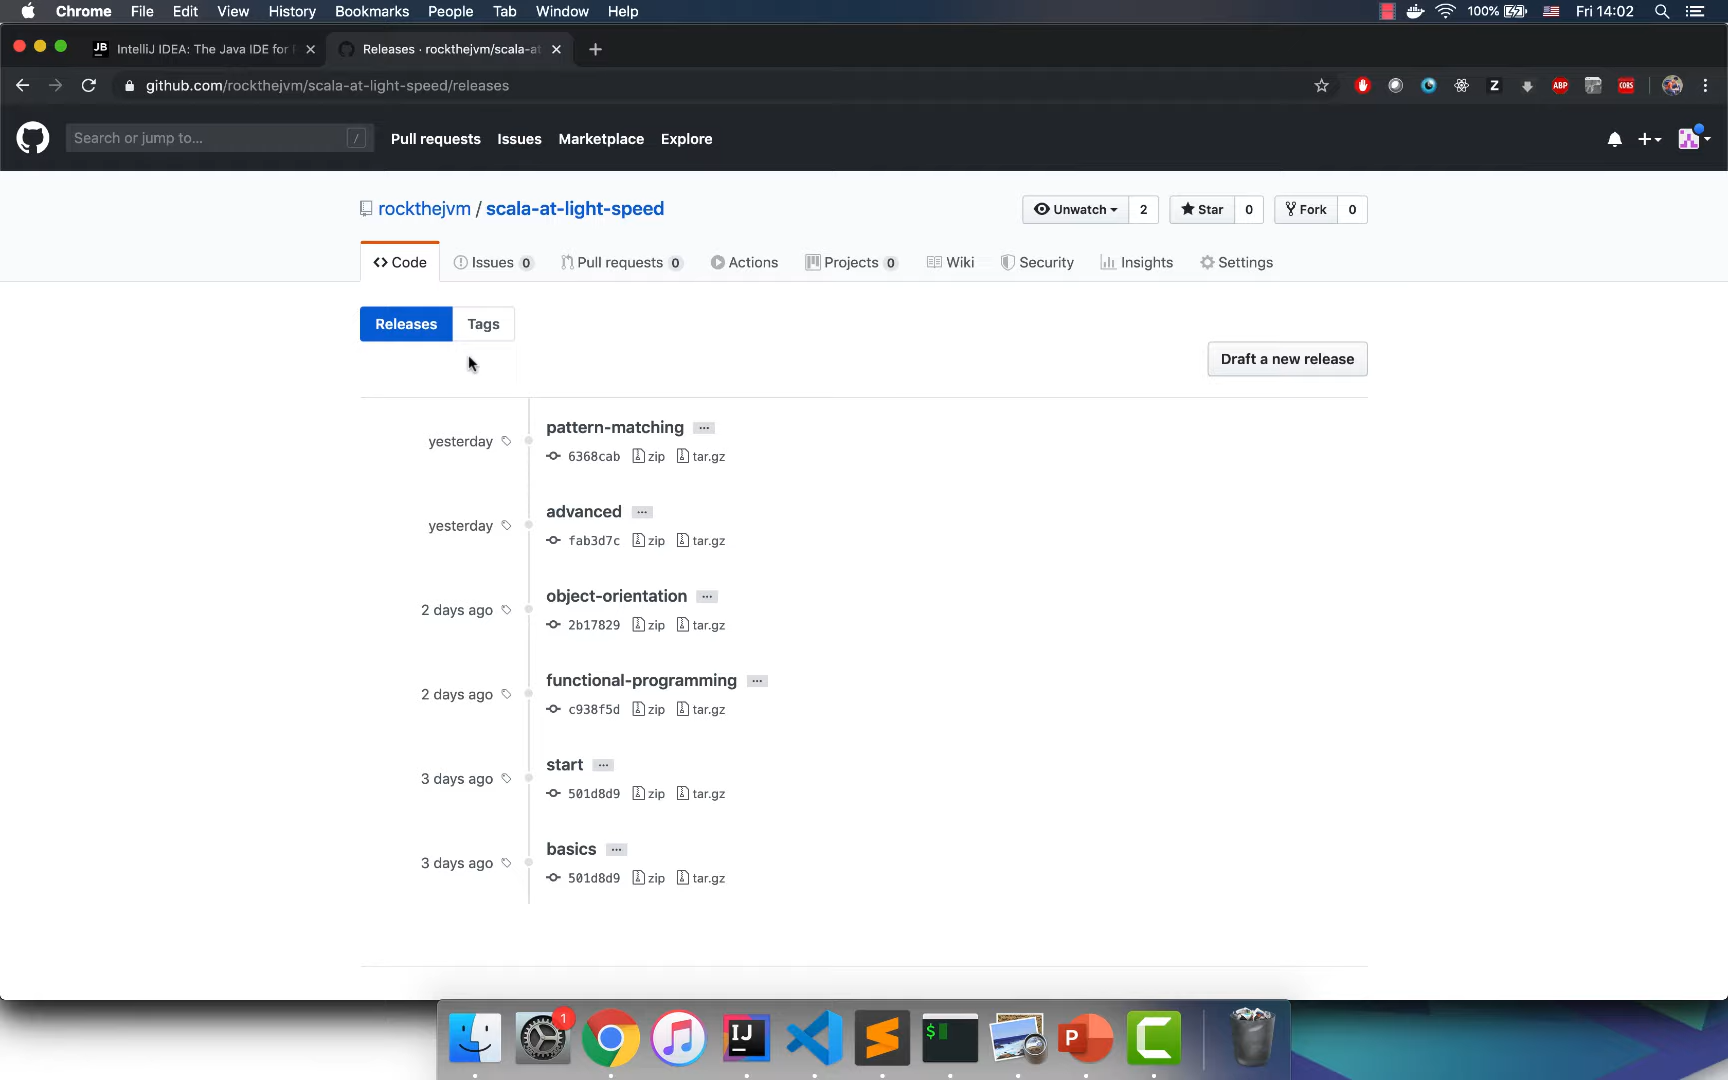 Chrome File Edit View History Bookmarks People Tab Window Help 100% Fri 14:02
JB IntelliJ IDEA: The Java IDE for Releases · rockthejvm/scala-at
github.com/rockthejvm/scala-at-light-speed/releases Z ABP CORS
Search or jump to... / Pull requests Issues Marketplace Explore
rockthejvm / scala-at-light-speed Unwatch 2 Star 0 Fork 0
Code Issues 0 Pull requests 0 Actions Projects 0 Wiki Security Insights Settings
Releases Tags
Draft a new release
pattern-matching ...
yesterday
6368cab zip tar.gz
advanced ...
yesterday
fab3d7c zip tar.gz
object-orientation ...
2 days ago
2b17829 zip tar.gz
functional-programming ...
2 days ago
c938f5d zip tar.gz
start ...
3 days ago
501d8d9 zip tar.gz
basics ...
3 days ago
501d8d9 zip tar.gz
1 IJ $ P C